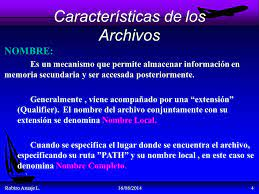 Características de los
Archivos
NOMBRE:
Es un mecanismo que permite almacenar información en
memoria secundaria y ser accesada posteriormente.
Generalmente , viene acompañado por una “extensión”
(Qualifier). El nombre del archivo conjuntamente con su
extensión se denomina Nombre Local.
Cuando se especifica el lugar donde se encuentra el archivo,
especificando su ruta "PATH" y su nombre local , en este caso se
denomina Nombre Completo.
16/08/2014
4